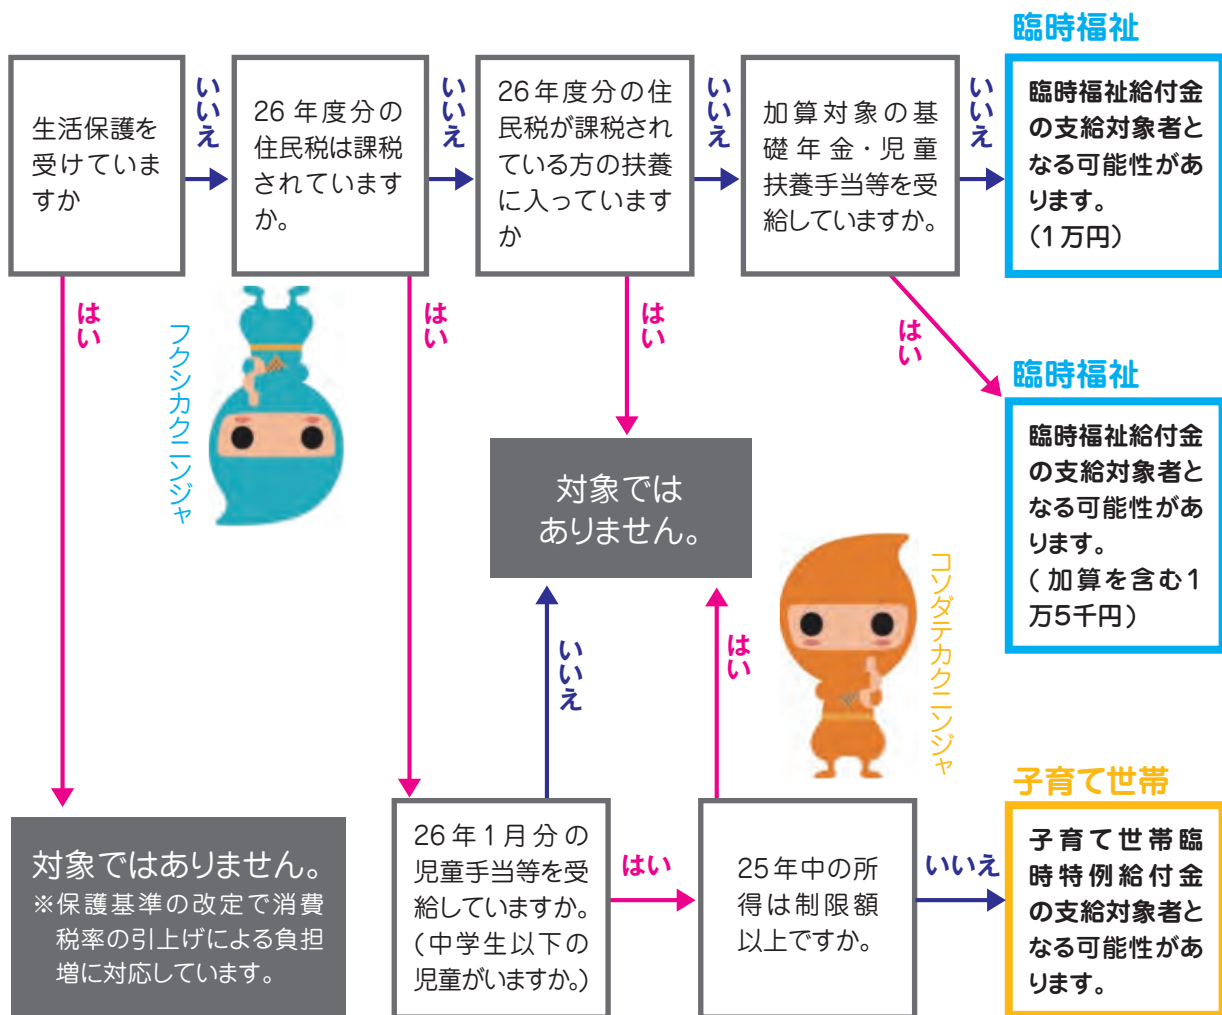 生活保護を
受けていま
すか
いいえ
はい
26年度分の
住民税は課税
されています
か。
いいえ
はい
26年度分の住
民税が課税され
ている方の扶養
に入っています
か
いいえ
はい
加算対象の基
礎年金・児童
扶養手当等を受
給していますか。
いいえ
はい
臨時福祉
臨時福祉給付金
の支給対象者と
なる可能性があ
ります。
(1万円)
フクシカクニンジャ
対象では
ありません。
臨時福祉
臨時福祉給付金
の支給対象者と
なる可能性があ
ります。
(加算を含む1
万5千円)
コソダテカクニンジャ
いいえ
はい
対象ではありません。
※保護基準の改定で消費
税率の引上げによる負担
増に対応しています。
26年1月分の
児童手当等を受
給していますか。
(中学生以下の
児童がいますか。)
はい
25年中の所
得は制限額
以上ですか。
いいえ
子育て世帯
子育て世帯臨
時特例給付金
の支給対象者と
なる可能性があ
ります。